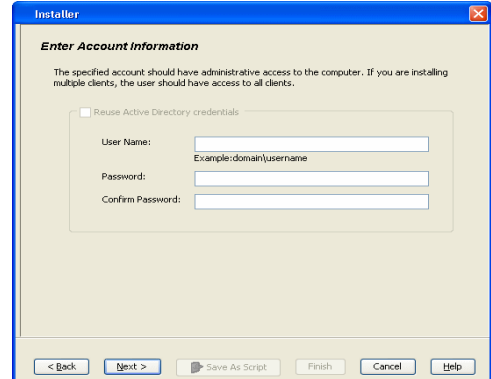 Installer
Enter Account Information
The specified account should have administrative access to the computer. If you are installing
multiple clients, the user should have access to all clients.
Reuse Active Directory credentials
User Name:
Example:domain\username
Password:
Confirm Password:
< Back Next > Save As Script Finish Cancel Help